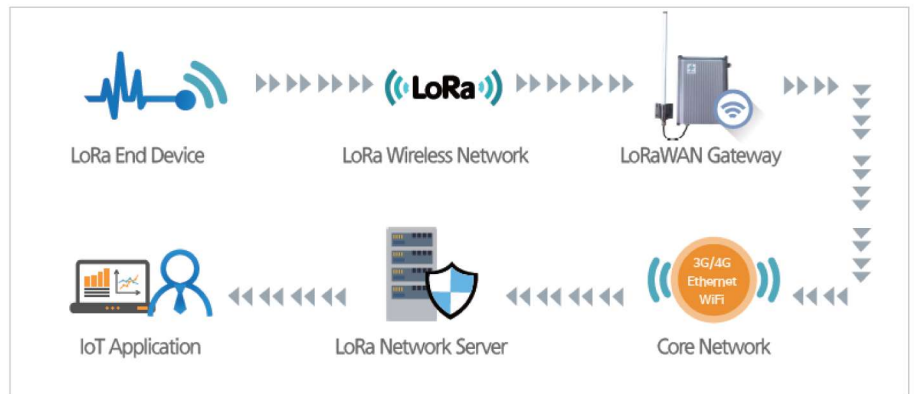 LoRa
LoRa End Device
LoRa Wireless Network
LoRaWAN Gateway
3G/4G
Ethernet
WiFi
IoT Application
LoRa Network Server
Core Network